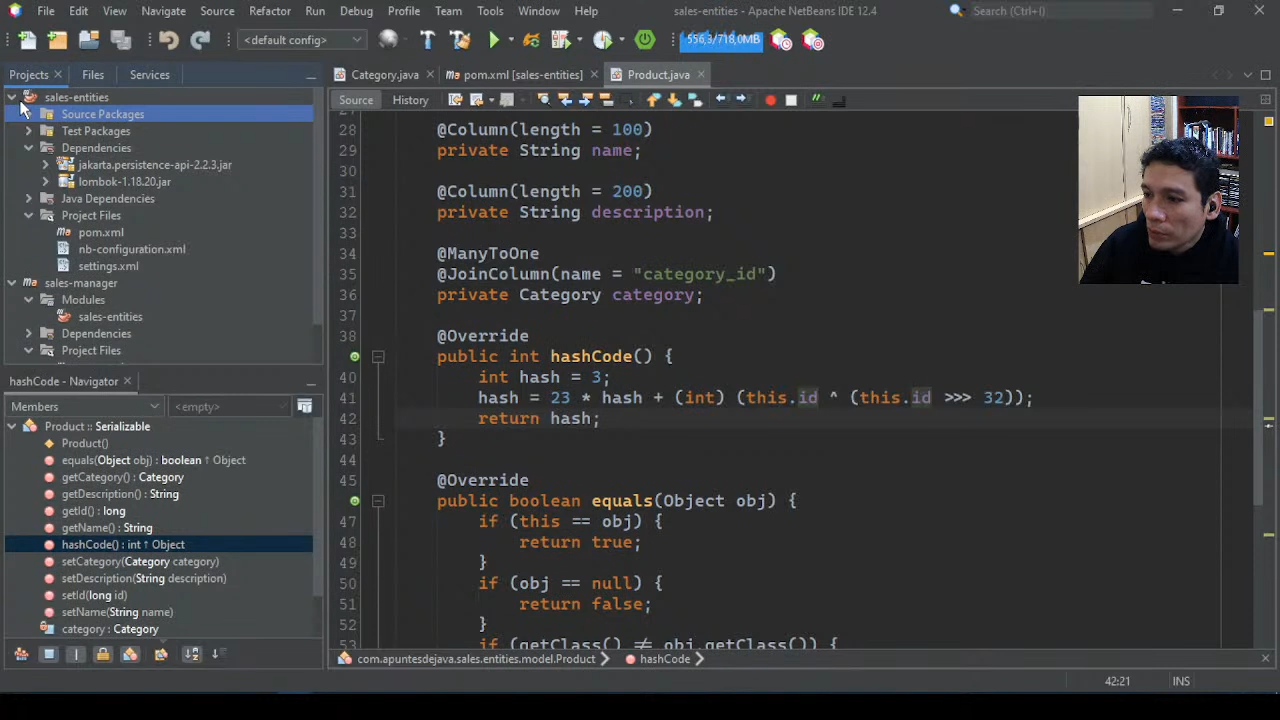 File Edit View Navigate Source Refactor Run Debug Profile Team Tools Window Help sales-entities - Apache NetBeans IDE 12.4 Search (Ctrl+I)
<default config> 556,3/718,0MB
Projects Files Services Category.java pom.xml [sales-entities] Product.java
Source History
sales-entities
Source Packages
Test Packages
Dependencies
jakarta.persistence-api-2.2.3.jar
lombok-1.18.20.jar
Java Dependencies
Project Files
pom.xml
nb-configuration.xml
settings.xml
sales-manager
Modules
sales-entities
Dependencies
Project Files
hashCode - Navigator
Members <empty>
Product :: Serializable
Product()
equals(Object obj) : boolean ↑ Object
getCategory() : Category
getDescription() : String
getId() : long
getName() : String
hashCode() : int ↑ Object
setCategory(Category category)
setDescription(String description)
setId(long id)
setName(String name)
category : Category
27
28 @Column(length = 100)
29 private String name;
30
31 @Column(length = 200)
32 private String description;
33
34 @ManyToOne
35 @JoinColumn(name = "category_id")
36 private Category category;
37
38 @Override
public int hashCode() {
40 int hash = 3;
41 hash = 23 * hash + (int) (this.id ^ (this.id >>> 32));
42 return hash;
43 }
44
45 @Override
public boolean equals(Object obj) {
47 if (this == obj) {
48 return true;
49 }
50 if (obj == null) {
51 return false;
52 }
53 if (getClass() != obj.getClass()) {
com.apuntesdejava.sales.entities.model.Product hashCode
42:21 INS